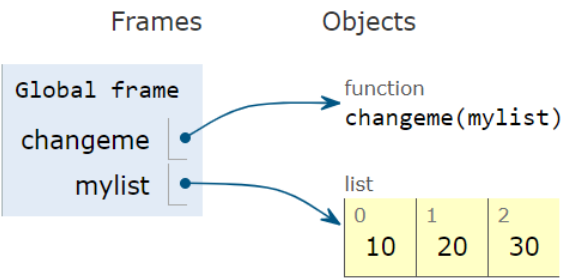 Frames Objects
Global frame
changeme
mylist
function
changeme(mylist)
list
0 1 2
10 20 30